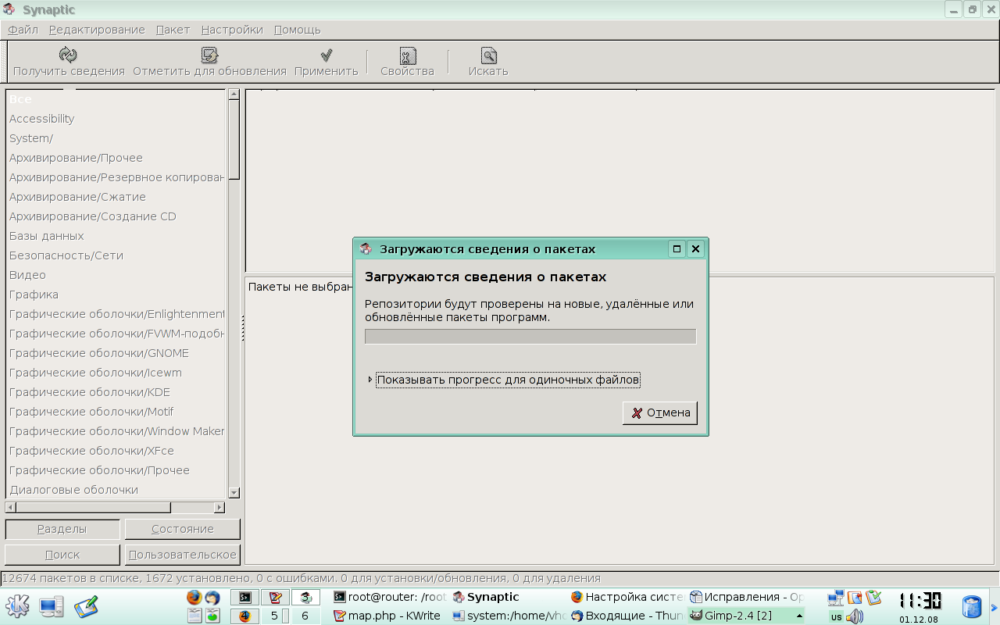 Synaptic
Файл Редактирование Пакет Настройки Помощь
Получить сведения Отметить для обновления Применить Свойства Искать
Все
Accessibility
System/
Архивирование/Прочее
Архивирование/Резервное копирован
Архивирование/Сжатие
Архивирование/Создание CD
Базы данных
Безопасность/Сети
Видео
Графика
Графические оболочки/Enlightenment
Графические оболочки/FVWM-подобн
Графические оболочки/GNOME
Графические оболочки/Icewm
Графические оболочки/KDE
Графические оболочки/Motif
Графические оболочки/Window Maker
Графические оболочки/XFce
Графические оболочки/Прочее
Диалоговые оболочки
Разделы Состояние
Поиск Пользовательское
Пакеты не выбран
Загружаются сведения о пакетах
Загружаются сведения о пакетах
Репозитории будут проверены на новые, удалённые или
обновлённые пакеты программ.
Показывать прогресс для одиночных файлов
Отмена
12674 пакетов в списке, 1672 установлено, 0 с ошибками. 0 для установки/обновления, 0 для удаления
root@router: /root Synaptic Настройка систе Исправления - Op
4 5 6 map.php - KWrite system:/home/vho Входящие - Thun Gimp-2.4 [2]
us
11:30
01.12.08